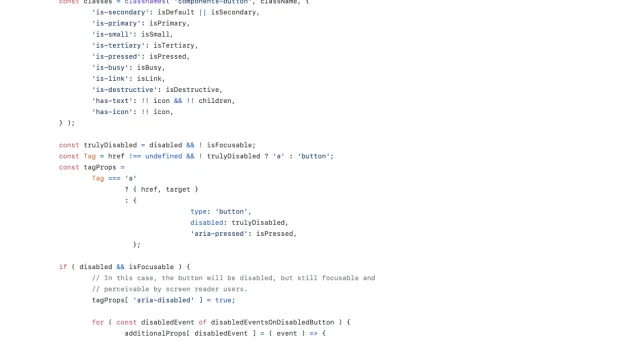 const classes = classnames( 'components-button', className, {
'is-secondary': isDefault || isSecondary,
'is-primary': isPrimary,
'is-small': isSmall,
'is-tertiary': isTertiary,
'is-pressed': isPressed,
'is-busy': isBusy,
'is-link': isLink,
'is-destructive': isDestructive,
'has-text': !! icon && !! children,
'has-icon': !! icon,
} );
const trulyDisabled = disabled && ! isFocusable;
const Tag = href !== undefined && ! trulyDisabled ? 'a' : 'button';
const tagProps =
Tag === 'a'
? { href, target }
: {
type: 'button',
disabled: trulyDisabled,
'aria-pressed': isPressed,
};
if ( disabled && isFocusable ) {
// In this case, the button will be disabled, but still focusable and
// perceivable by screen reader users.
tagProps[ 'aria-disabled' ] = true;
for ( const disabledEvent of disabledEventsOnDisabledButton ) {
additionalProps[ disabledEvent ] = ( event ) => {